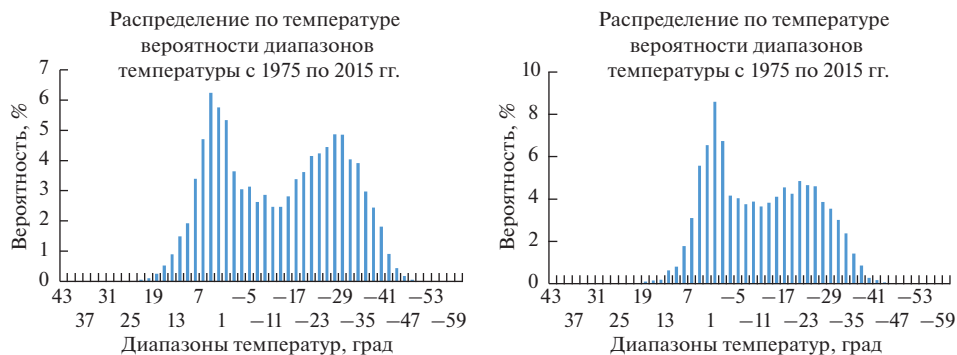 Распределение по температуре
вероятности диапазонов
температуры с 1975 по 2015 гг.
Вероятность, %
7
6
5
4
3
2
1
0
43 31 19 7 −5 −17 −29 −41 −53
37 25 13 1 −11 −23 −35 −47 −59
Диапазоны температур, град
Распределение по температуре
вероятности диапазонов
температуры с 1975 по 2015 гг.
Вероятность, %
10
8
6
4
2
0
43 31 19 7 −5 −17 −29 −41 −53
37 25 13 1 −11 −23 −35 −47 −59
Диапазоны температур, град